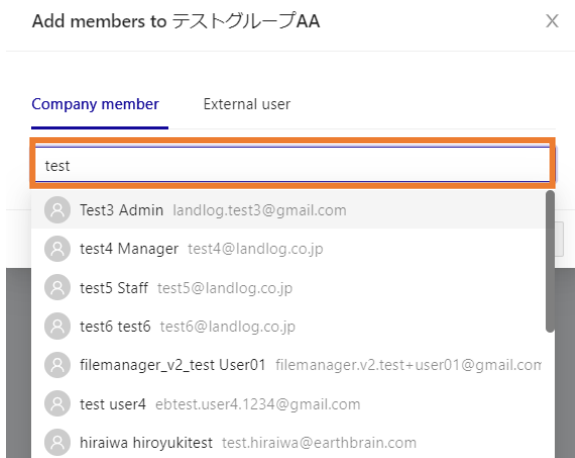 Add members to テストグループAA
Company member External user
test
Test3 Admin landlog.test3@gmail.com
test4 Manager test4@landlog.co.jp
test5 Staff test5@landlog.co.jp
test6 test6 test6@landlog.co.jp
filemanager_v2_test User01 filemanager.v2.test+user01@gmail.com
test user4 ebtest.user4.1234@gmail.com
hiraiwa hiroyukitest test.hiraiwa@earthbrain.com